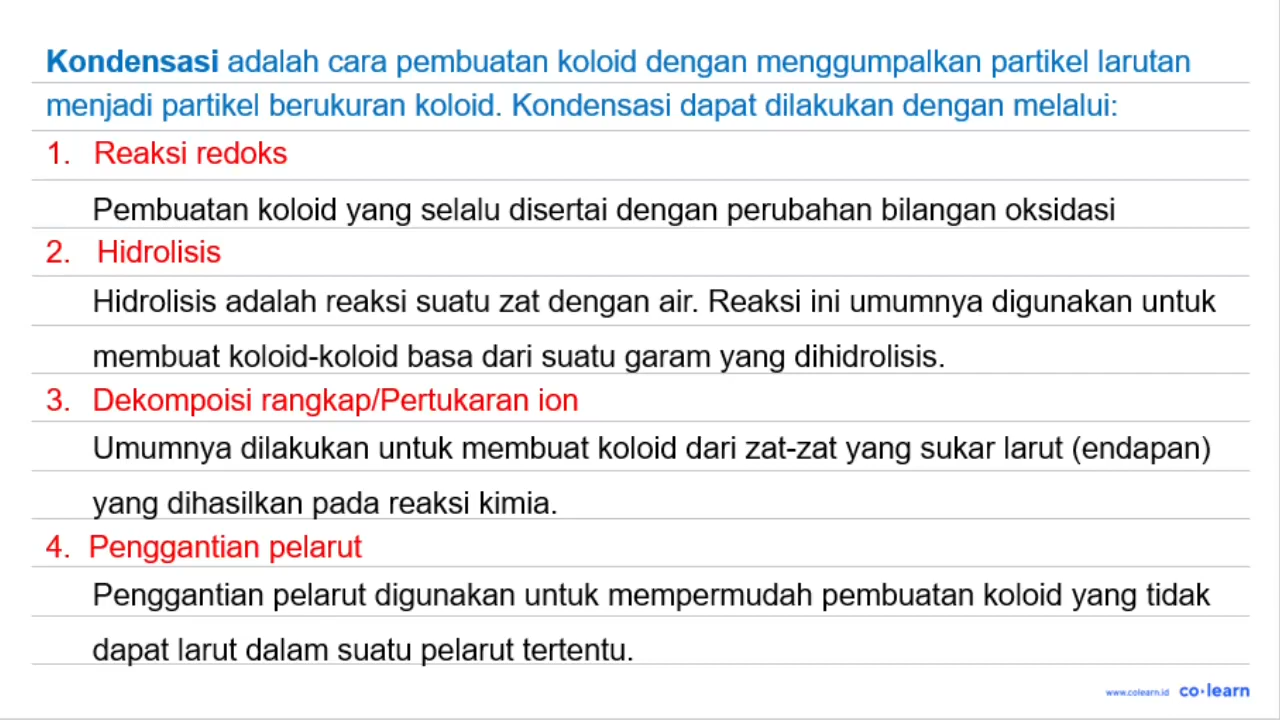 Kondensasi adalah cara pembuatan koloid dengan menggumpalkan partikel larutan
menjadi partikel berukuran koloid. Kondensasi dapat dilakukan dengan melalui:
1. Reaksi redoks
Pembuatan koloid yang selalu disertai dengan perubahan bilangan oksidasi
2. Hidrolisis
Hidrolisis adalah reaksi suatu zat dengan air. Reaksi ini umumnya digunakan untuk
membuat koloid-koloid basa dari suatu garam yang dihidrolisis.
3. Dekompoisi rangkap/Pertukaran ion
Umumnya dilakukan untuk membuat koloid dari zat-zat yang sukar larut (endapan)
yang dihasilkan pada reaksi kimia.
4. Penggantian pelarut
Penggantian pelarut digunakan untuk mempermudah pembuatan koloid yang tidak
dapat larut dalam suatu pelarut tertentu.
www.colearn.id co·learn